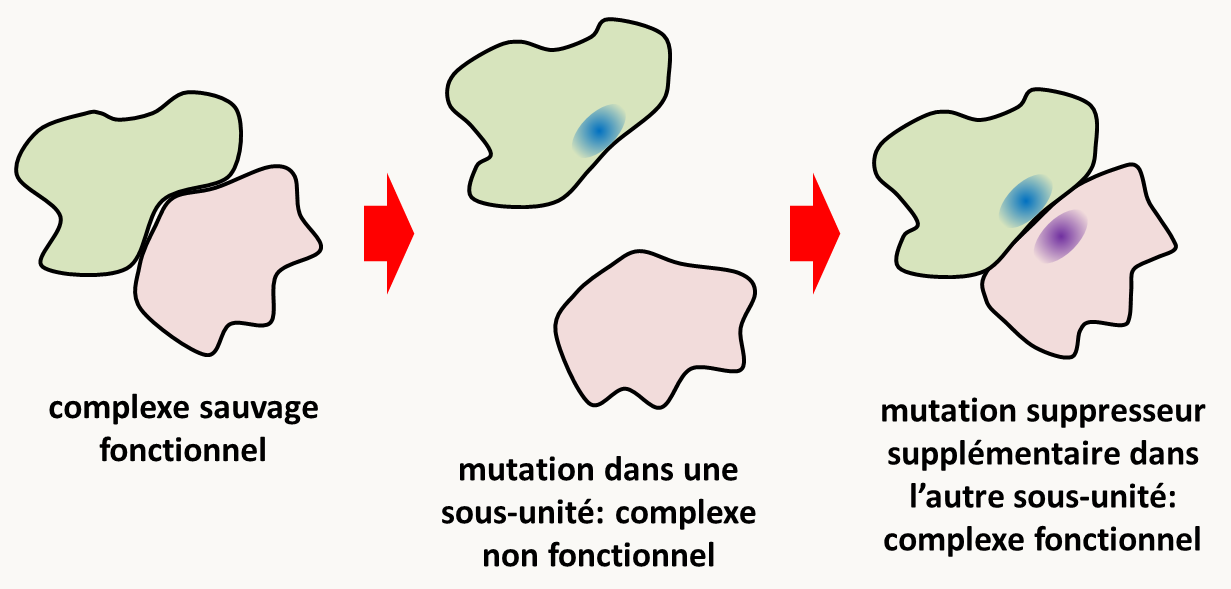 complexe sauvage
fonctionnel
mutation dans une
sous-unité: complexe
non fonctionnel
mutation suppresseur
supplémentaire dans
l’autre sous-unité:
complexe fonctionnel